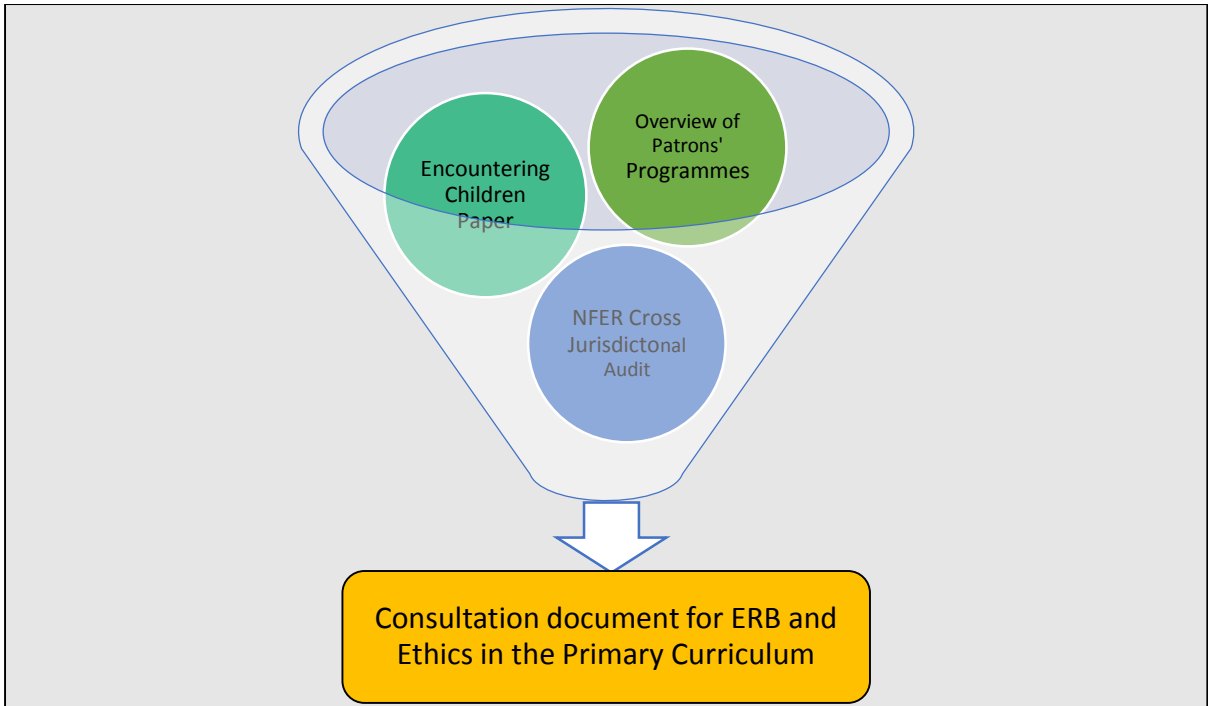 Overview of
Patrons'
Programmes
Encountering
Children
Paper
NFER Cross
Jurisdictonal
Audit
Consultation document for ERB and
Ethics in the Primary Curriculum